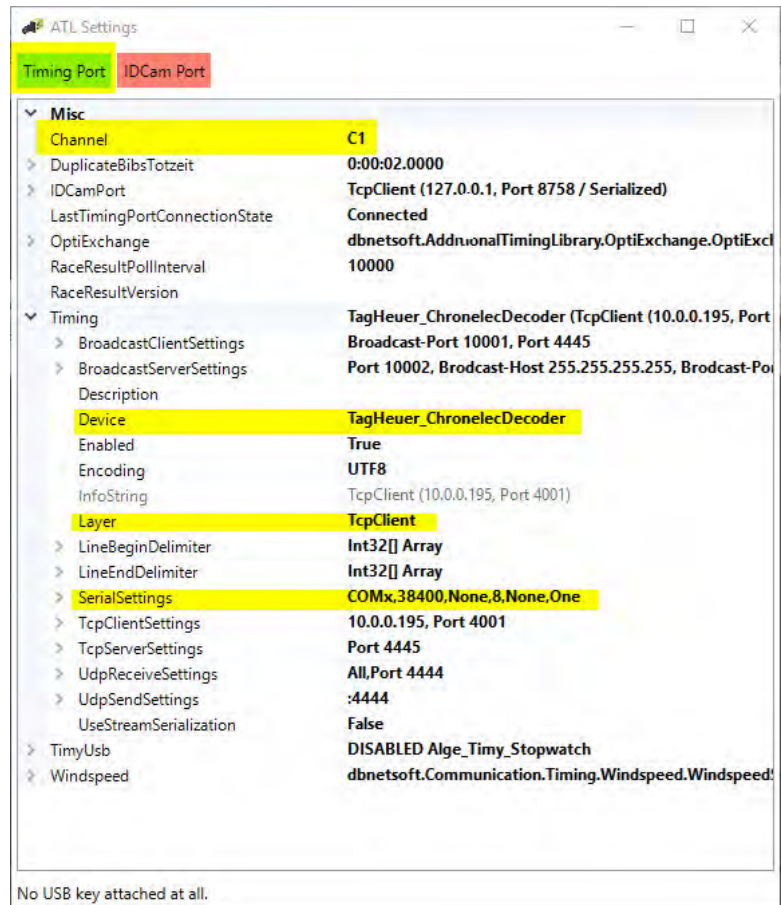 ATL Settings
Timing Port IDCam Port
Misc
Channel C1
DuplicateBibsTotzeit 0:00:02.0000
IDCamPort TcpClient (127.0.0.1, Port 8758 / Serialized)
LastTimingPortConnectionState Connected
OptiExchange dbnetsoft.AdditionalTimingLibrary.OptiExchange.OptiExcl
RaceResultPollInterval 10000
RaceResultVersion
Timing TagHeuer_ChronelecDecoder (TcpClient (10.0.0.195, Port
BroadcastClientSettings Broadcast-Port 10001, Port 4445
BroadcastServerSettings Port 10002, Brodcast-Host 255.255.255.255, Brodcast-Poi
Description
Device TagHeuer_ChronelecDecoder
Enabled True
Encoding UTF8
InfoString TcpClient (10.0.0.195, Port 4001)
Layer TcpClient
LineBeginDelimiter Int32[] Array
LineEndDelimiter Int32[] Array
SerialSettings COMx,38400,None,8,None,One
TcpClientSettings 10.0.0.195, Port 4001
TcpServerSettings Port 4445
UdpReceiveSettings All,Port 4444
UdpSendSettings :4444
UseStreamSerialization False
TimyUsb DISABLED Alge_Timy_Stopwatch
Windspeed dbnetsoft.Communication.Timing.Windspeed.WindspeedS
No USB key attached at all.